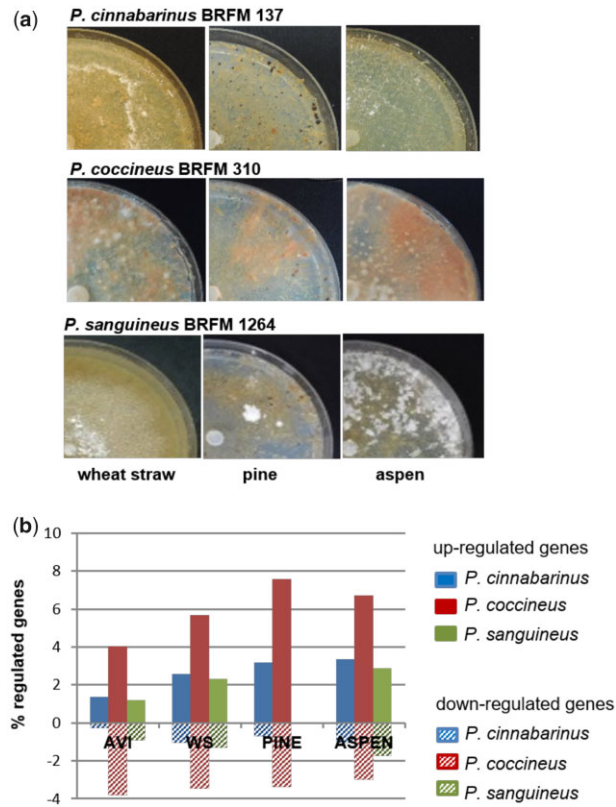 (a)
P. cinnabarinus BRFM 137
P. coccineus BRFM 310
P. sanguineus BRFM 1264
wheat straw pine aspen
(b)
% regulated genes
10
8
6
4
2
0
-2
-4
AVI WS PINE ASPEN
up-regulated genes
P. cinnabarinus
P. coccineus
P. sanguineus
down-regulated genes
P. cinnabarinus
P. coccineus
P. sanguineus